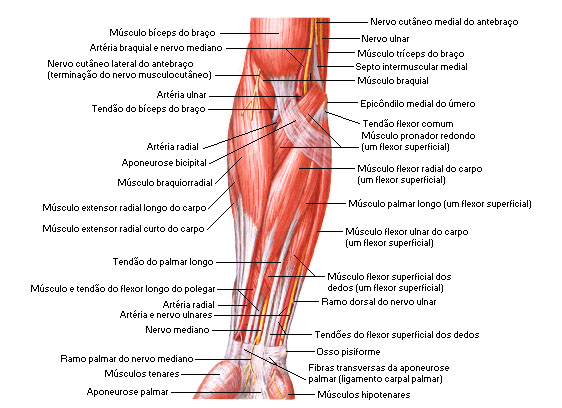 Músculo bíceps do braço
Artéria braquial e nervo mediano
Nervo cutâneo lateral do antebraço
(terminação do nervo musculocutâneo)
Artéria ulnar
Tendão do bíceps do braço
Artéria radial
Aponeurose bicipital
Músculo braquiorradial
Músculo extensor radial longo do carpo
Músculo extensor radial curto do carpo
Tendão do palmar longo
Músculo e tendão do flexor longo do polegar
Artéria radial
Artéria e nervo ulnares
Nervo mediano
Ramo palmar do nervo mediano
Músculos tenares
Aponeurose palmar
Nervo cutâneo medial do antebraço
Nervo ulnar
Músculo tríceps do braço
Septo intermuscular medial
Músculo braquial
Epicôndilo medial do úmero
Tendão flexor comum
Músculo pronador redondo
(um flexor superficial)
Músculo flexor radial do carpo
(um flexor superficial)
Músculo palmar longo (um flexor superficial)
Músculo flexor ulnar do carpo
(um flexor superficial)
Músculo flexor superficial dos
dedos (um flexor superficial)
Ramo dorsal do nervo ulnar
Tendões do flexor superficial dos dedos
Osso pisiforme
Fibras transversas da aponeurose
palmar (ligamento carpal palmar)
Músculos hipotenares